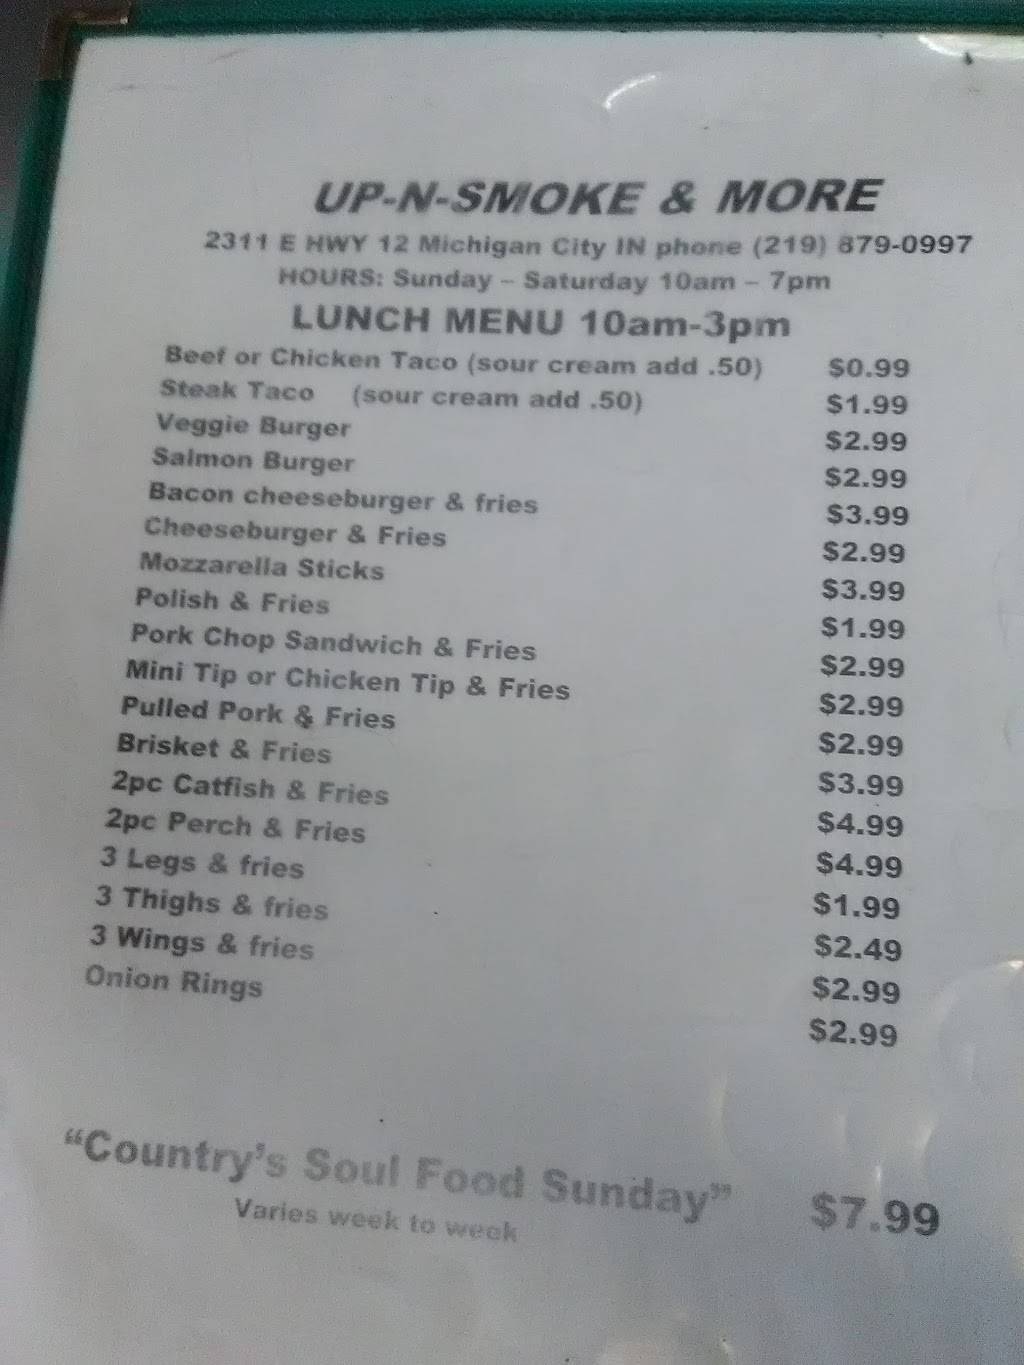 UP-N-SMOKE & MORE
2311 E HWY 12 Michigan City IN phone (219) 879-0997
HOURS: Sunday – Saturday 10am – 7pm
LUNCH MENU 10am-3pm
Beef or Chicken Taco (sour cream add .50) $0.99
Steak Taco (sour cream add .50) $1.99
Veggie Burger $2.99
Salmon Burger $2.99
Bacon cheeseburger & fries $3.99
Cheeseburger & Fries $2.99
Mozzarella Sticks $3.99
Polish & Fries $1.99
Pork Chop Sandwich & Fries $2.99
Mini Tip or Chicken Tip & Fries $2.99
Pulled Pork & Fries $2.99
Brisket & Fries $3.99
2pc Catfish & Fries $4.99
2pc Perch & Fries $4.99
3 Legs & fries $1.99
3 Thighs & fries $2.49
3 Wings & fries $2.99
Onion Rings $2.99
“Country’s Soul Food Sunday” $7.99
Varies week to week